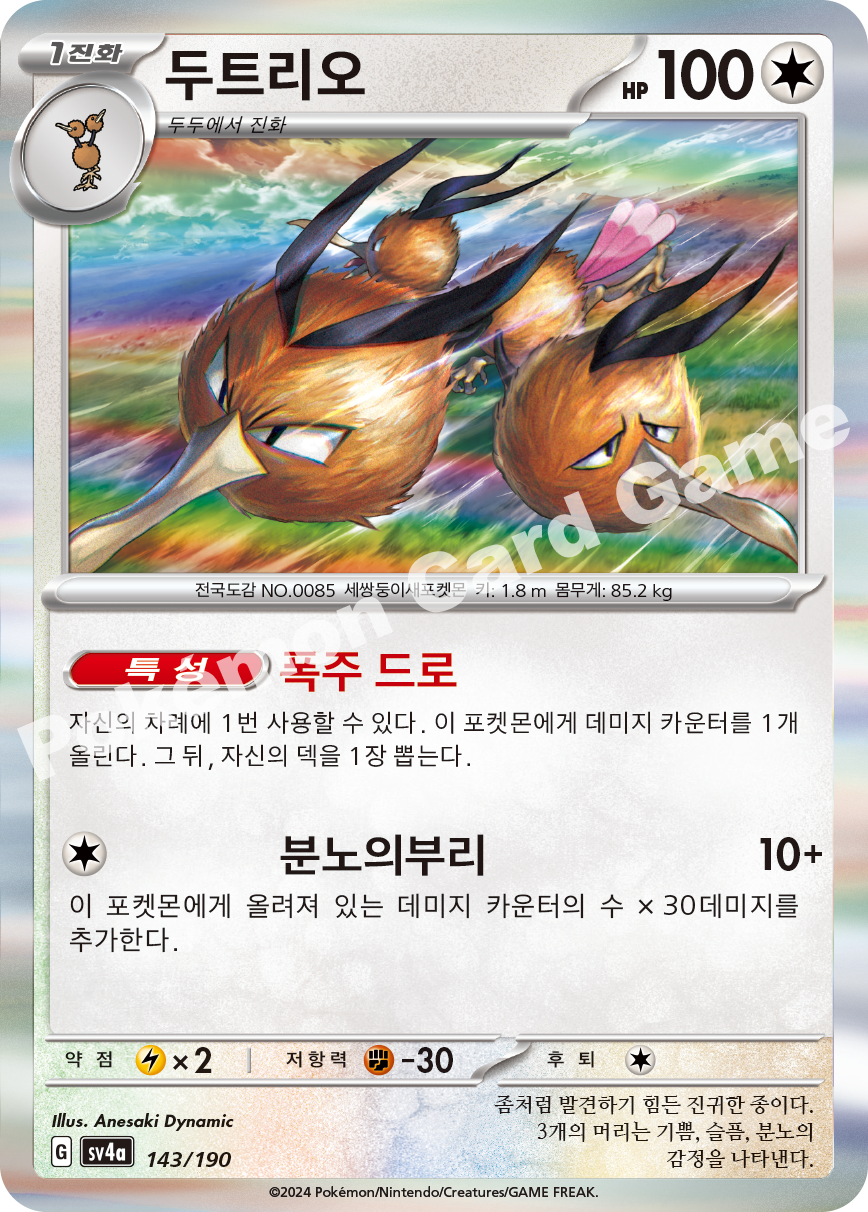 1진화
두트리오
HP 100
두두에서 진화
전국도감 NO.0085 세쌍둥이새포켓몬 키: 1.8 m 몸무게: 85.2 kg
특성 폭주 드로
자신의 차례에 1번 사용할 수 있다. 이 포켓몬에게 데미지 카운터를 1개
올린다. 그 뒤, 자신의 덱을 1장 뽑는다.
분노의부리 10+
이 포켓몬에게 올려져 있는 데미지 카운터의 수 ×30데미지를
추가한다.
약점 ×2 저항력 -30 후퇴
Illus. Anesaki Dynamic
좀처럼 발견하기 힘든 진귀한 종이다.
3개의 머리는 기쁨, 슬픔, 분노의
감정을 나타낸다.
G sv4a 143/190
©2024 Pokémon/Nintendo/Creatures/GAME FREAK.
Pokémon Card Game